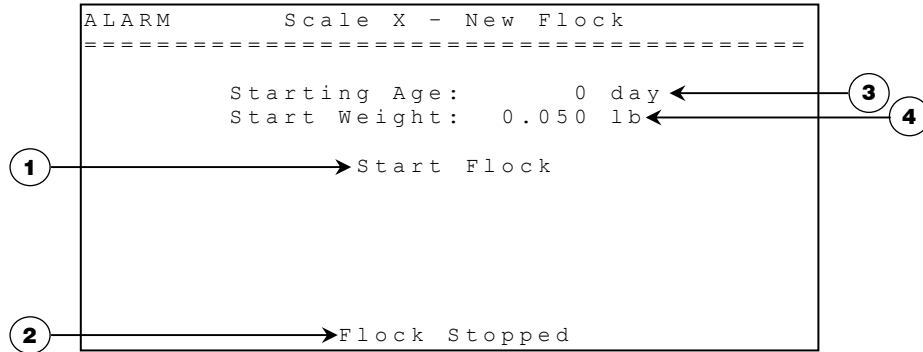 ALARM Scale X – New Flock
========================================
Starting Age: 0 day
3
Start Weight: 0.050 lb
4
1
Start Flock
2
Flock Stopped